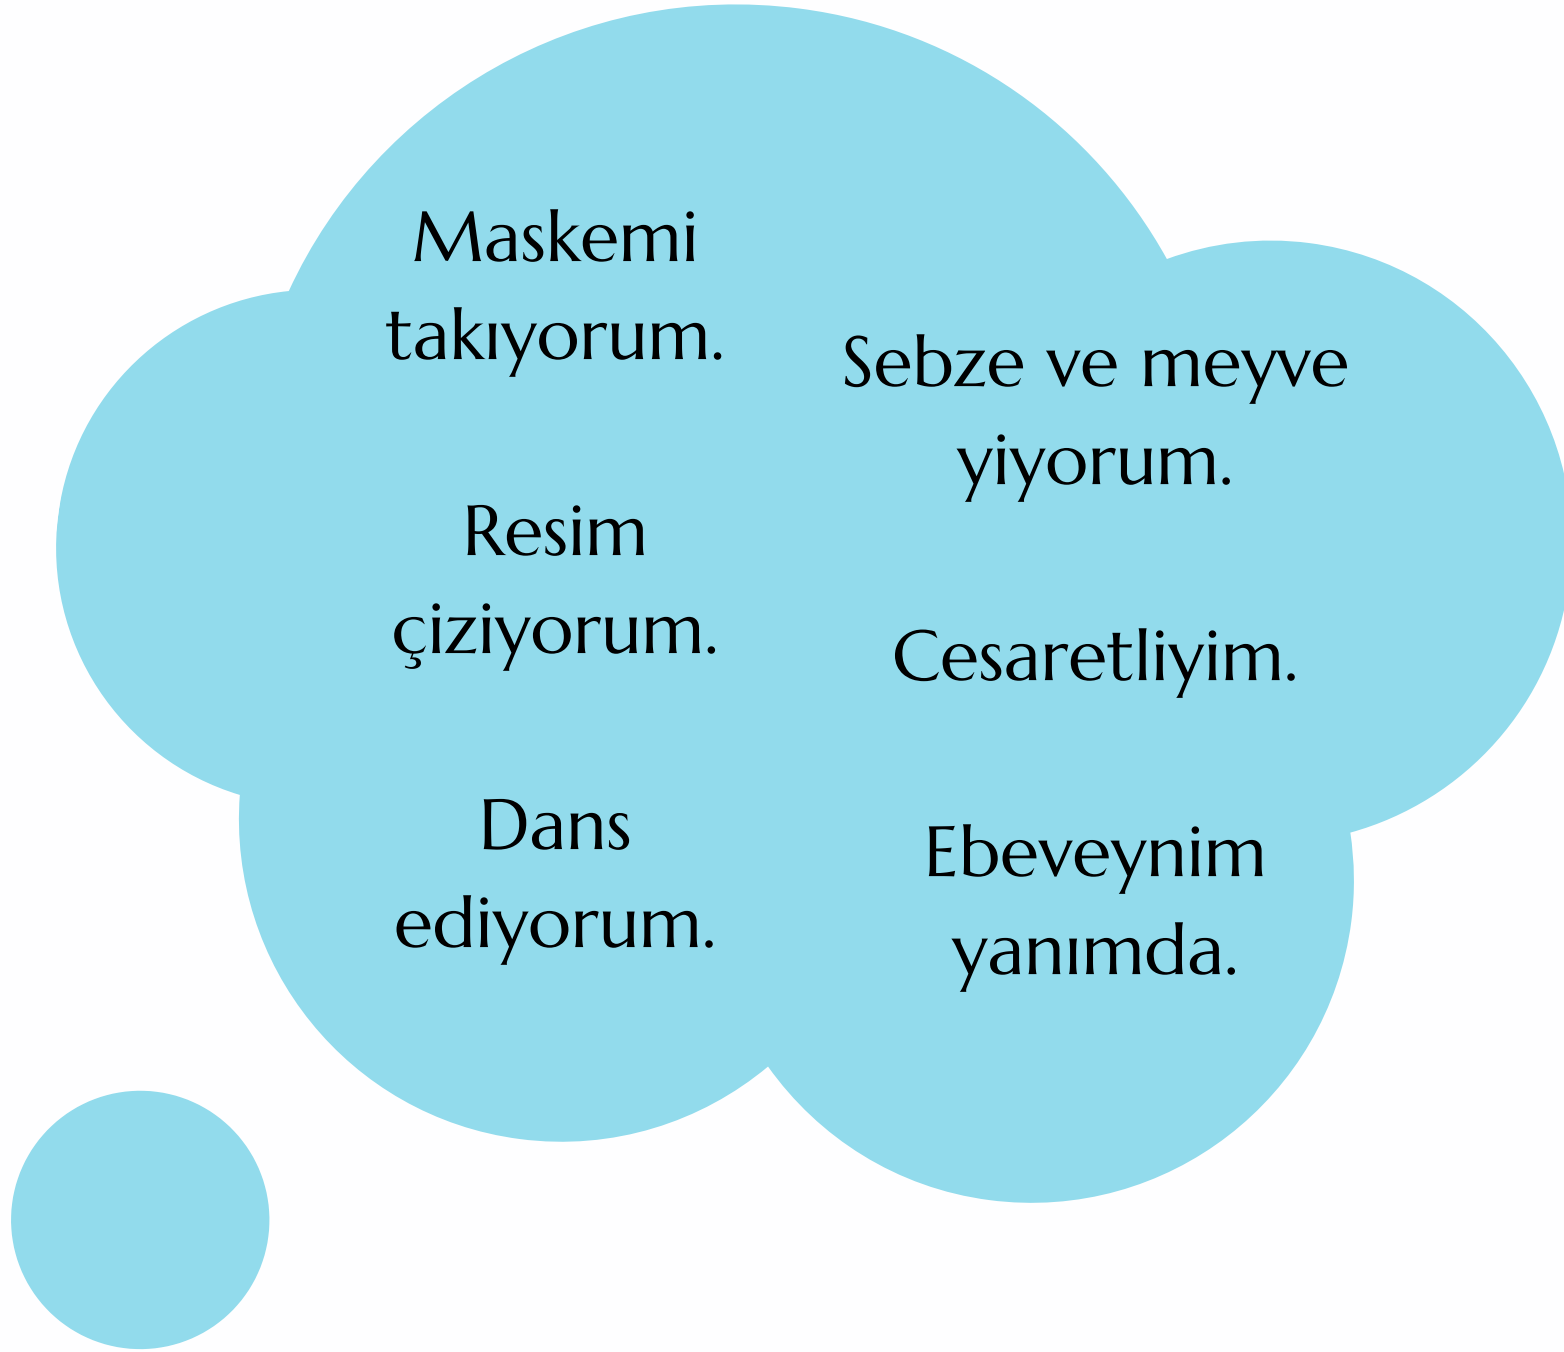 Maskemi
takıyorum.
Resim
çiziyorum.
Dans
ediyorum.
Sebze ve meyve
yiyorum.
Cesaretliyim.
Ebeveynim
yanımda.